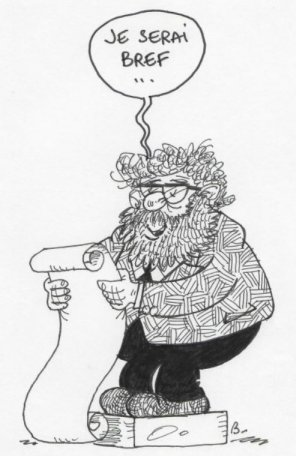 JE SERAi
BREF
...
B.